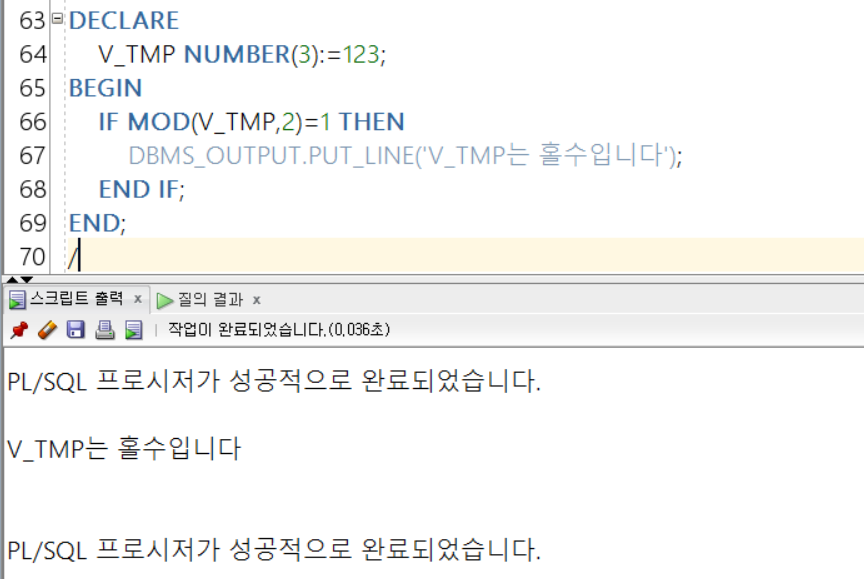 63 DECLARE
64 V_TMP NUMBER(3):=123;
65 BEGIN
66 IF MOD(V_TMP,2)=1 THEN
67 DBMS_OUTPUT.PUT_LINE('V_TMP는 홀수입니다');
68 END IF;
69 END;
70 /
스크립트 출력 x 질의 결과 x
작업이 완료되었습니다.(0,036초)
PL/SQL 프로시저가 성공적으로 완료되었습니다.
V_TMP는 홀수입니다
PL/SQL 프로시저가 성공적으로 완료되었습니다.